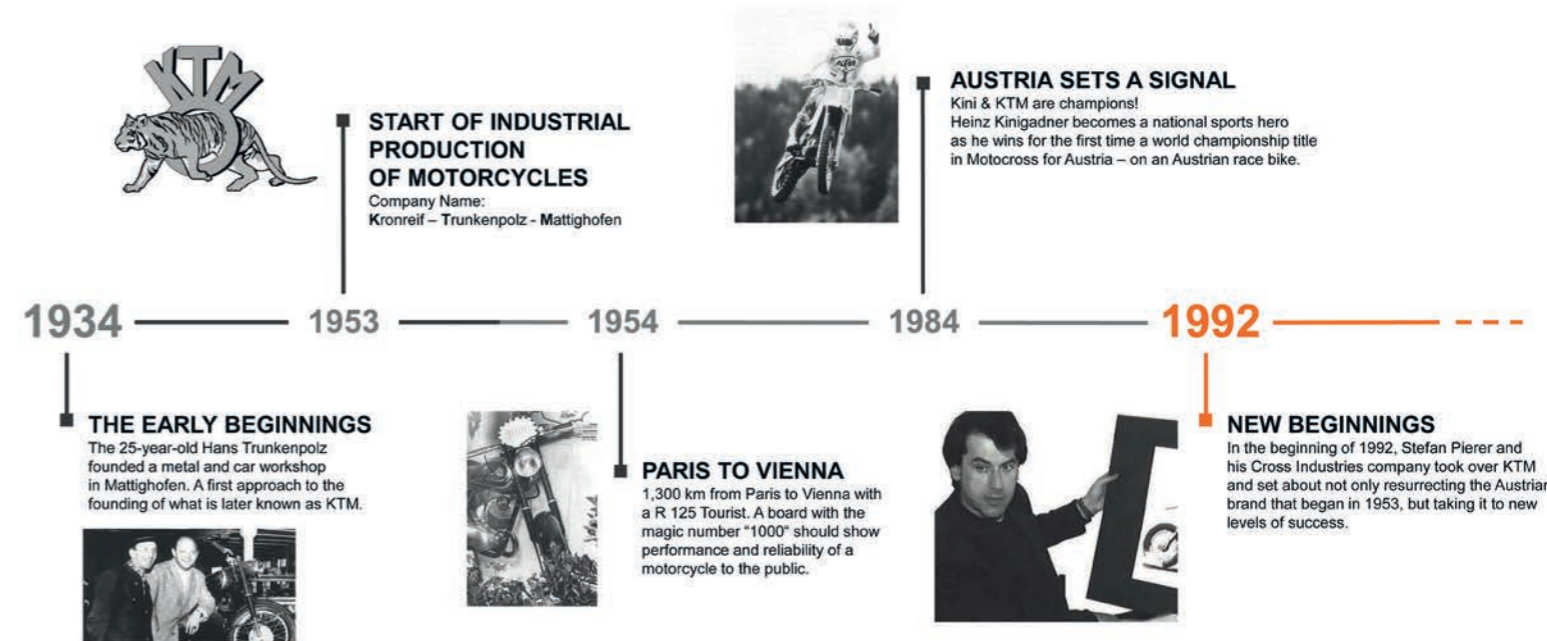 KTM
START OF INDUSTRIAL
PRODUCTION
OF MOTORCYCLES
Company Name:
Kronreif – Trunkenpolz - Mattighofen
AUSTRIA SETS A SIGNAL
Kini & KTM are champions!
Heinz Kinigadner becomes a national sports hero
as he wins for the first time a world championship title
in Motocross for Austria – on an Austrian race bike.
1934
1953
1954
1984
1992
THE EARLY BEGINNINGS
The 25-year-old Hans Trunkenpolz
founded a metal and car workshop
in Mattighofen. A first approach to the
founding of what is later known as KTM.
PARIS TO VIENNA
1,300 km from Paris to Vienna with
a R 125 Tourist. A board with the
magic number “1000“ should show
performance and reliability of a
motorcycle to the public.
NEW BEGINNINGS
In the beginning of 1992, Stefan Pierer and
his Cross Industries company took over KTM
and set about not only resurrecting the Austrian
brand that began in 1953, but taking it to new
levels of success.